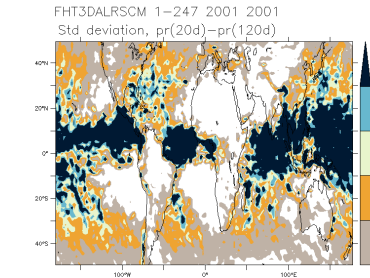 FHT3DALRSCM 1-247 2001 2001
Std deviation, pr(20d)-pr(120d)
40°N
20°N
0°
20°S
40°S
100°W
0°
100°E